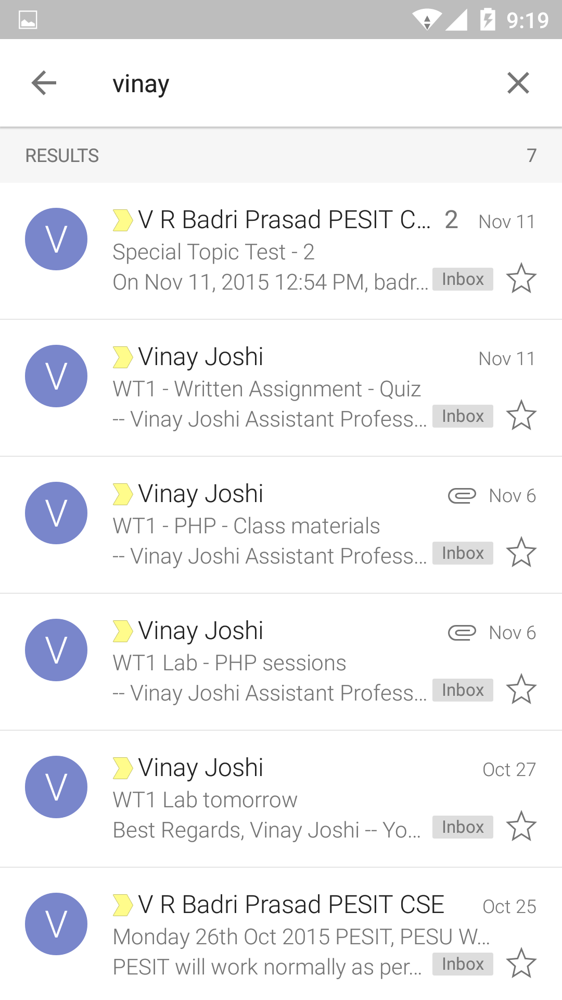 9:19
vinay
RESULTS 7
V
V R Badri Prasad PESIT C... 2 Nov 11
Special Topic Test - 2
On Nov 11, 2015 12:54 PM, badr... Inbox
V
Vinay Joshi Nov 11
WT1 - Written Assignment - Quiz
-- Vinay Joshi Assistant Profess... Inbox
V
Vinay Joshi Nov 6
WT1 - PHP - Class materials
-- Vinay Joshi Assistant Profess... Inbox
V
Vinay Joshi Nov 6
WT1 Lab - PHP sessions
-- Vinay Joshi Assistant Profess... Inbox
V
Vinay Joshi Oct 27
WT1 Lab tomorrow
Best Regards, Vinay Joshi -- Yo... Inbox
V
V R Badri Prasad PESIT CSE Oct 25
Monday 26th Oct 2015 PESIT, PESU W...
PESIT will work normally as per... Inbox